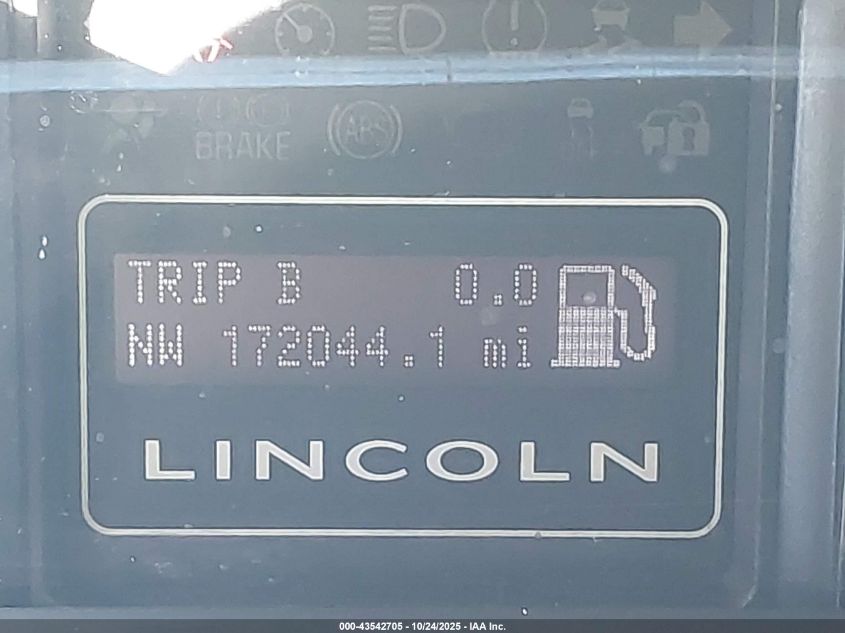 BRAKE ABS
TRIP B 0.0
NW 172044.1 mi
LINCOLN
000-43542705 - 10/24/2025 - IAA Inc.